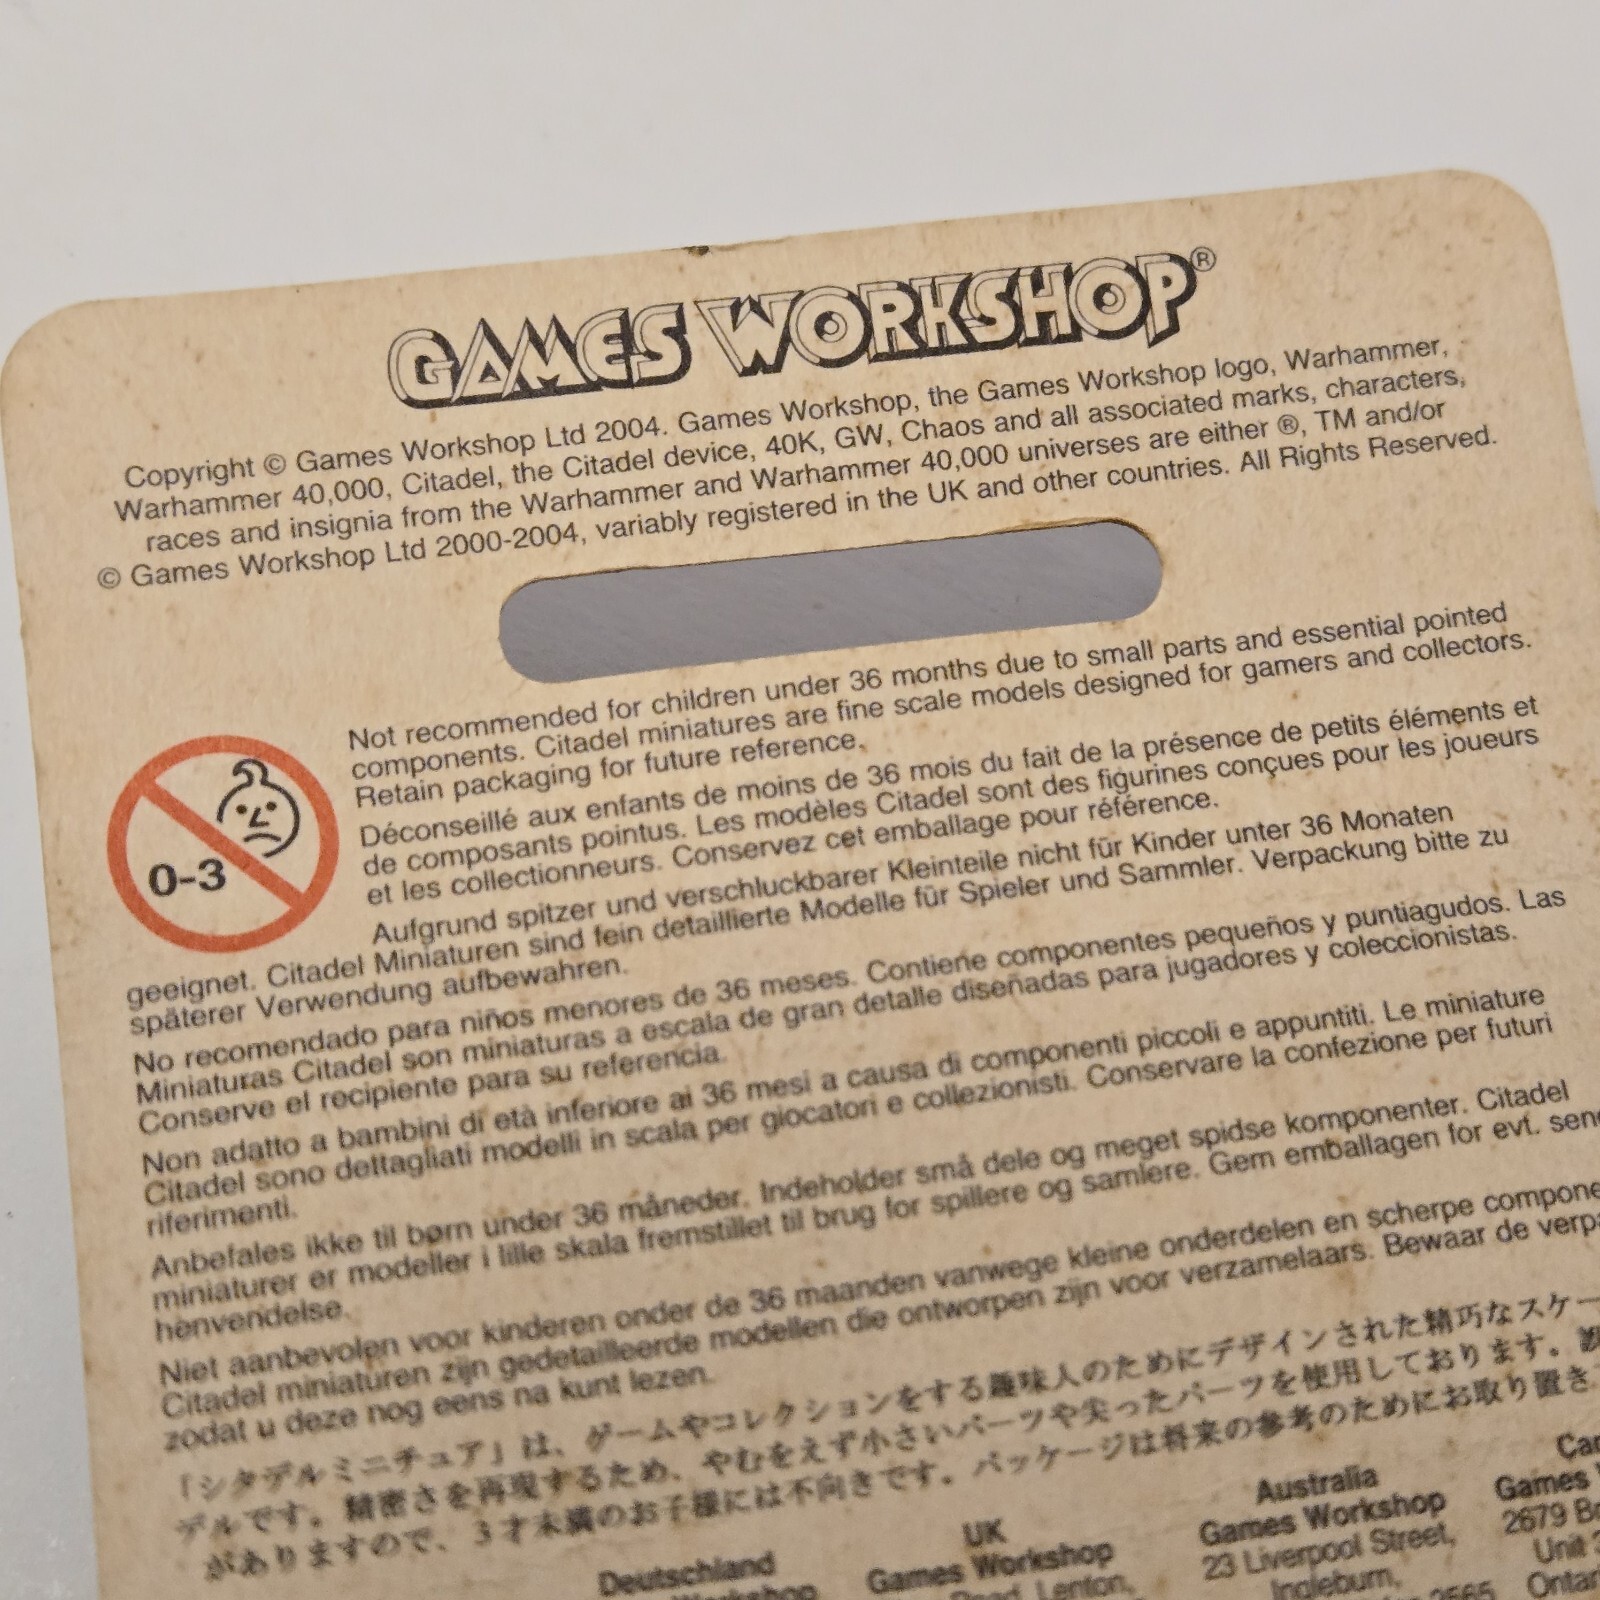 GAMES WORKSHOP®
Copyright © Games Workshop Ltd 2004. Games Workshop, the Games Workshop logo, Warhammer,
Warhammer 40,000, Citadel, the Citadel device, 40K, GW, Chaos and all associated marks, characters,
races and insignia from the Warhammer and Warhammer 40,000 universes are either ®, TM and/or
© Games Workshop Ltd 2000-2004, variably registered in the UK and other countries. All Rights Reserved.
0-3
Not recommended for children under 36 months due to small parts and essential pointed
components. Citadel miniatures are fine scale models designed for gamers and collectors.
Retain packaging for future reference.
Déconseillé aux enfants de moins de 36 mois du fait de la présence de petits éléments et
de composants pointus. Les modèles Citadel sont des figurines conçues pour les joueurs
et les collectionneurs. Conservez cet emballage pour référence.
Aufgrund spitzer und verschluckbarer Kleinteile nicht für Kinder unter 36 Monaten
geeignet. Citadel Miniaturen sind fein detaillierte Modelle für Spieler und Sammler. Verpackung bitte zu
späterer Verwendung aufbewahren.
No recomendado para niños menores de 36 meses. Contiene componentes pequeños y puntiagudos. Las
Miniaturas Citadel son miniaturas a escala de gran detalle diseñadas para jugadores y coleccionistas.
Conserve el recipiente para su referencia.
Non adatto a bambini di età inferiore ai 36 mesi a causa di componenti piccoli e appuntiti. Le miniature
Citadel sono dettagliati modelli in scala per giocatori e collezionisti. Conservare la confezione per futuri
riferimenti.
Anbefales ikke til børn under 36 måneder. Indeholder små dele og meget spidse komponenter. Citadel
miniaturer er modeller i lille skala fremstillet til brug for spillere og samlere. Gem emballagen for evt. sen
henvendelse.
Niet aanbevolen voor kinderen onder de 36 maanden vanwege kleine onderdelen en scherpe compone
Citadel miniaturen zijn gedetailleerde modellen die ontworpen zijn voor verzamelaars. Bewaar de verpa
zodat u deze nog eens na kunt lezen.
「シタデルミニチュア」は、ゲームやコレクションをする趣味人のためにデザインされた精巧なスケー
デルです。精密さを再現するため、やむをえず小さいパーツや尖ったパーツを使用しております。
がありますので、3才未満のお子様には不向きです。パッケージは将来の参考のためにお取り置き
Deutschland
UK
Games Workshop
Road, Lenton,
Australia
Games Workshop
23 Liverpool Street,
Ingleburn,
2565
Games
2679
Unit
Ontar